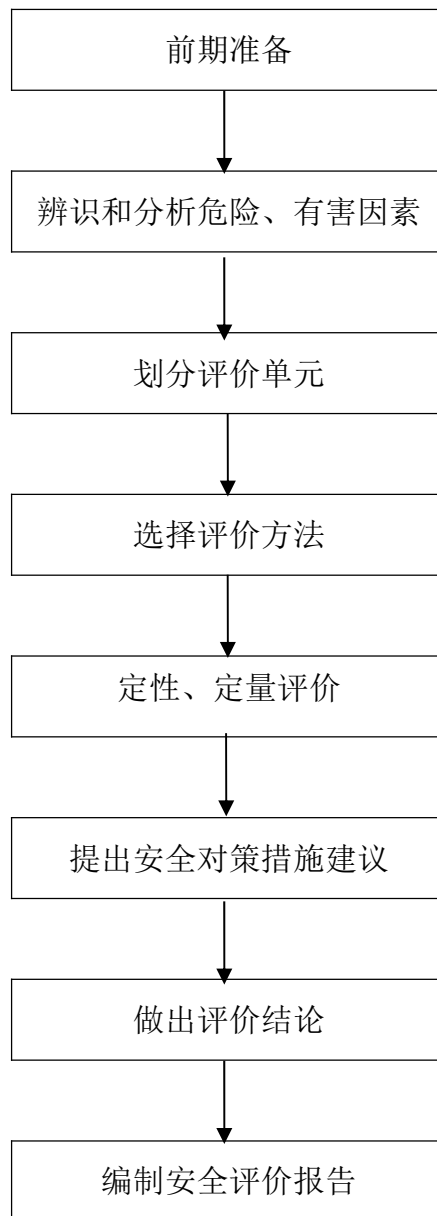 前期准备
辨识和分析危险、有害因素
划分评价单元
选择评价方法
定性、定量评价
提出安全对策措施建议
做出评价结论
编制安全评价报告